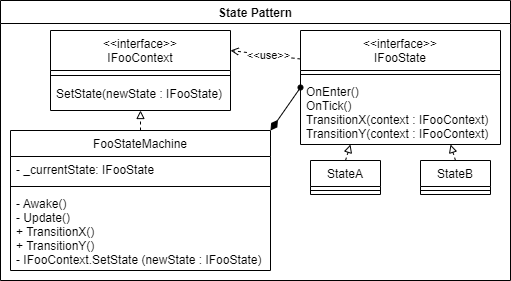 State Pattern
<<interface>>
IFooContext
SetState(newState : IFooState)
<<use>>
<<interface>>
IFooState
OnEnter()
OnTick()
TransitionX(context : IFooContext)
TransitionY(context : IFooContext)
FooStateMachine
- _currentState: IFooState
- Awake()
- Update()
+ TransitionX()
+ TransitionY()
- IFooContext.SetState (newState : IFooState)
StateA
StateB